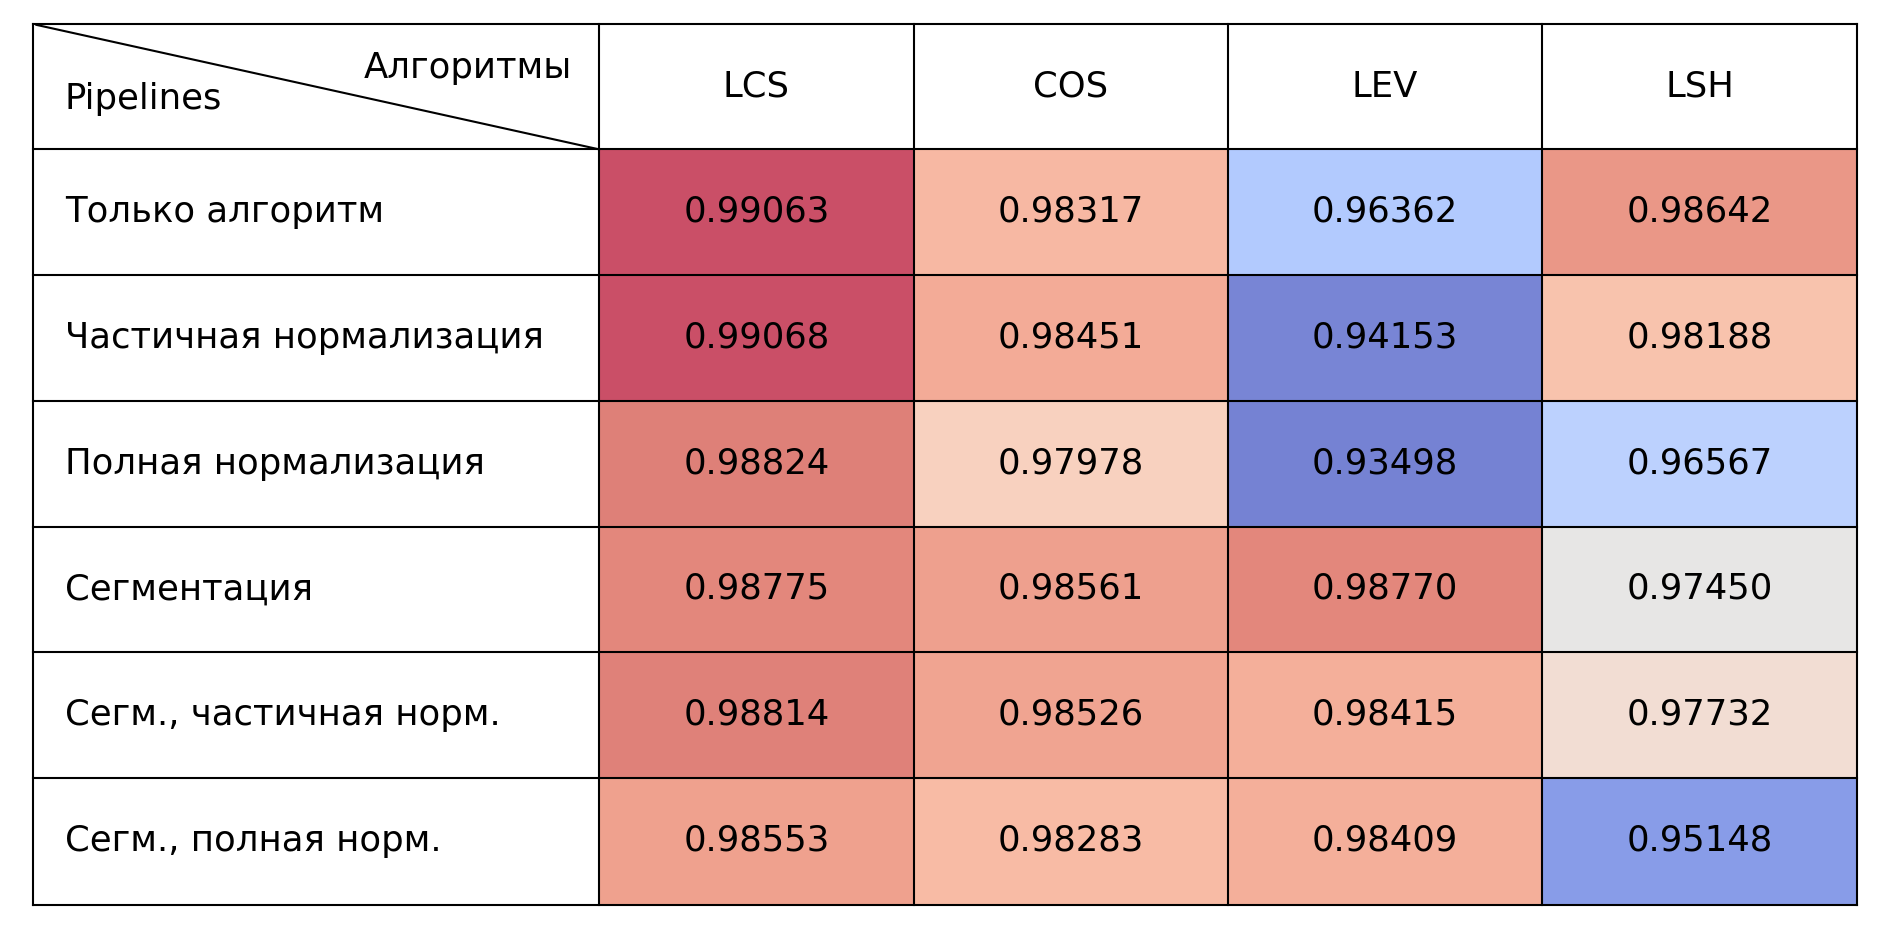 Алгоритмы
Pipelines
LCS COS LEV LSH
Только алгоритм 0.99063 0.98317 0.96362 0.98642
Частичная нормализация 0.99068 0.98451 0.94153 0.98188
Полная нормализация 0.98824 0.97978 0.93498 0.96567
Сегментация 0.98775 0.98561 0.98770 0.97450
Сегм., частичная норм. 0.98814 0.98526 0.98415 0.97732
Сегм., полная норм. 0.98553 0.98283 0.98409 0.95148